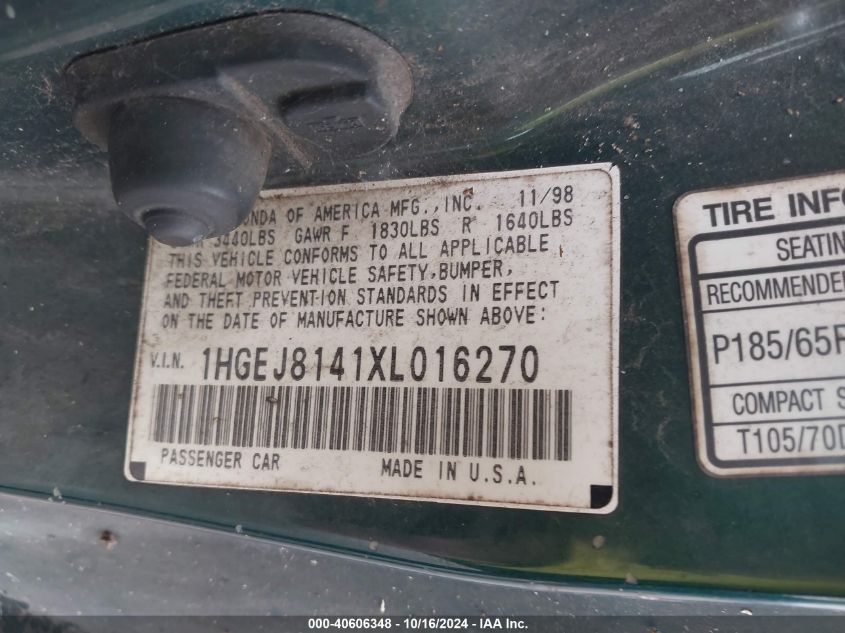 ONDA OF AMERICA MFG., INC. 11/98
3440LBS GAWR F 1830LBS R 1640LBS
THIS VEHICLE CONFORMS TO ALL APPLICABLE
FEDERAL MOTOR VEHICLE SAFETY, BUMPER,
AND THEFT PREVENTION STANDARDS IN EFFECT
ON THE DATE OF MANUFACTURE SHOWN ABOVE:
V.I.N. 1HGEJ8141XL016270
PASSENGER CAR MADE IN U.S.A.
TIRE INFO
SEATIN
RECOMMENDE
P185/65R
COMPACT S
T105/70D
000-40606348 - 10/16/2024 - IAA Inc.